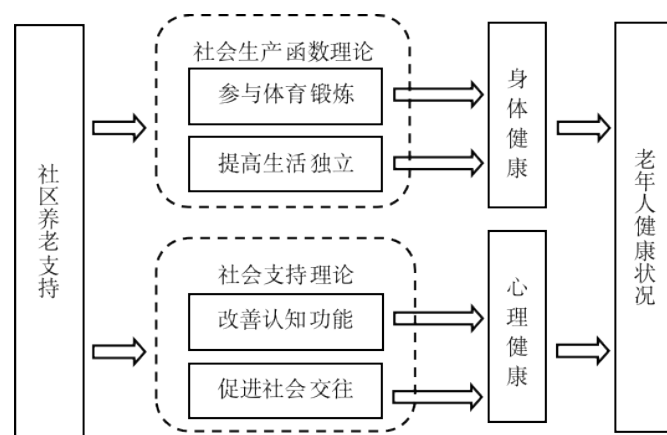 社区养老支持
社会生产函数理论
参与体育锻炼
提高生活独立
身体健康
社会支持理论
改善认知功能
促进社会交往
心理健康
老年人健康状况